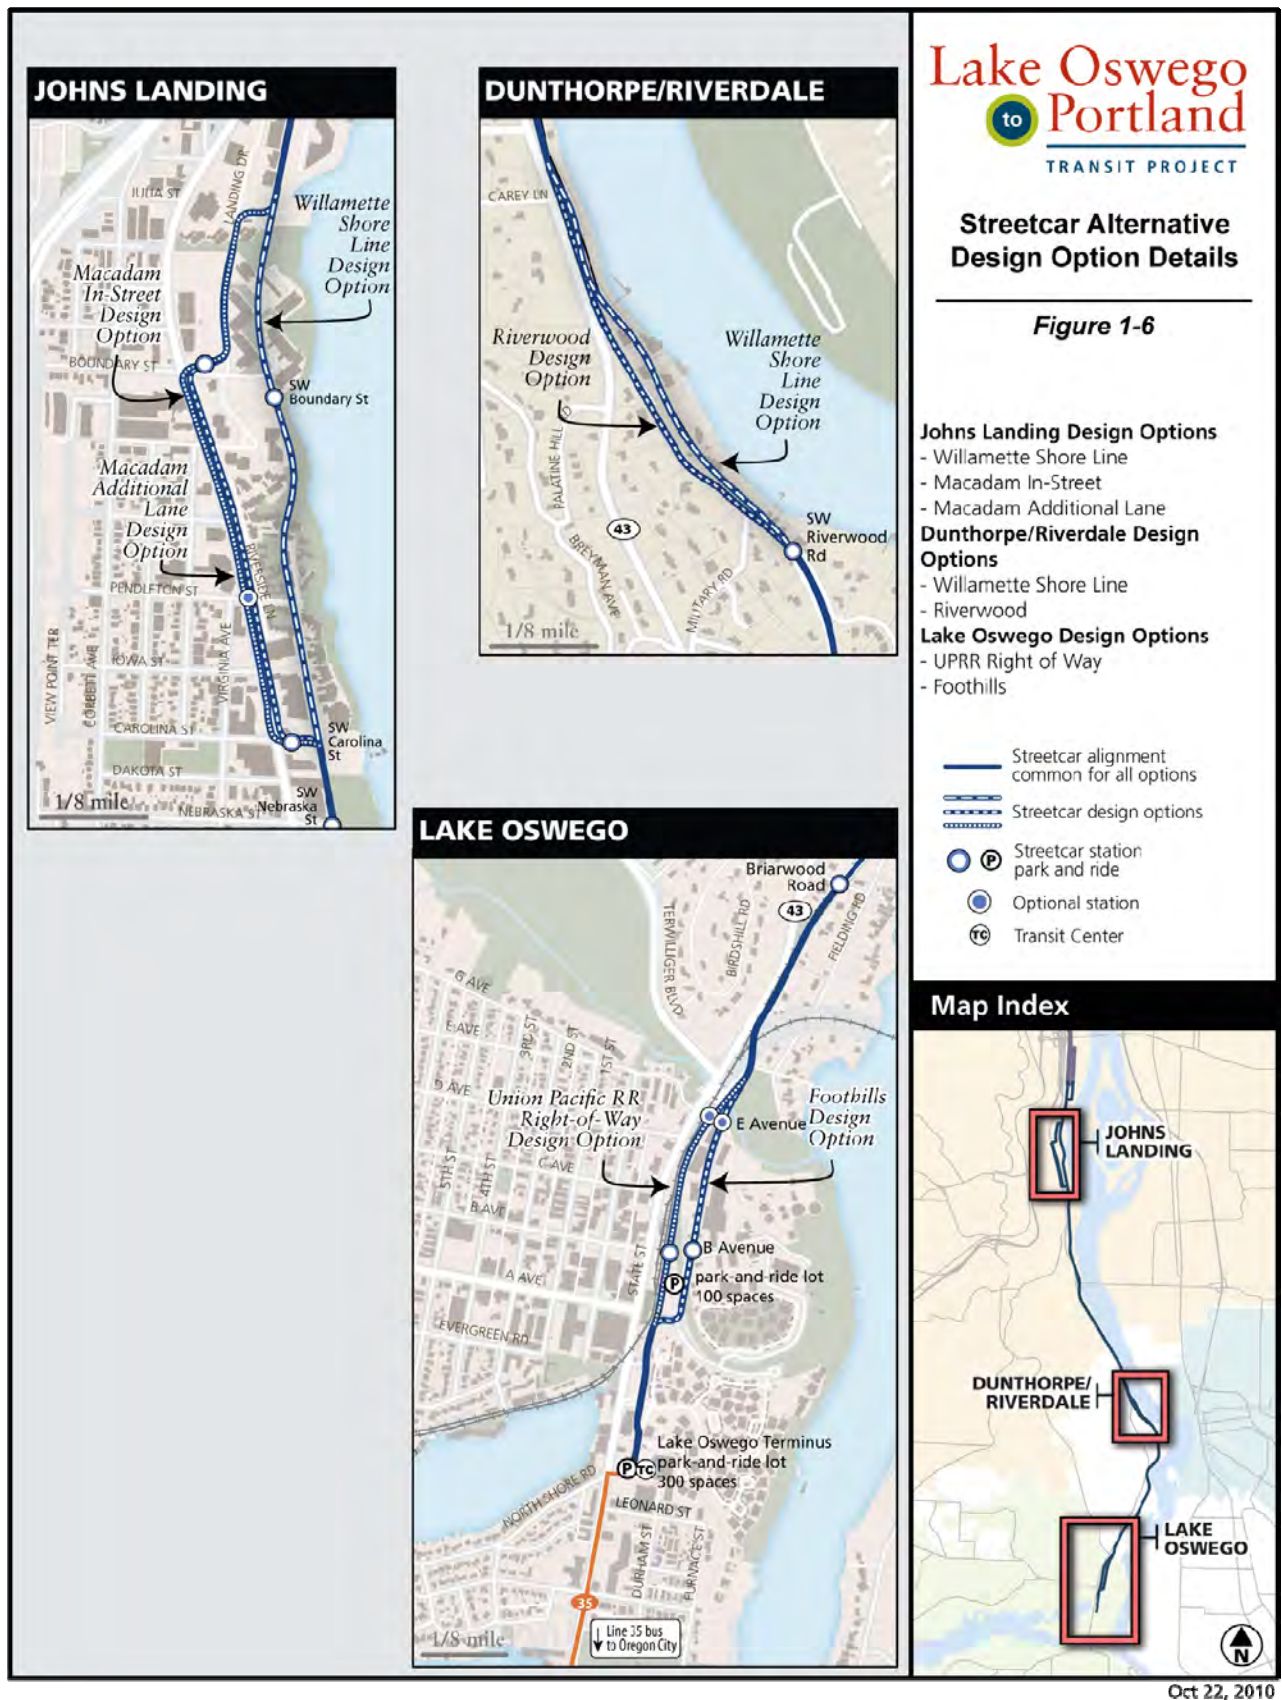 JOHNS LANDING
JULIA ST
LANDING DR
Willamette
Shore
Line
Design
Option
Macadam
In-Street
Design
Option
BOUNDARY ST
SW
Boundary St
Macadam
Additional
Lane
Design
Option
RIVERSIDE LN
PENDLETON ST
VIEW POINT TER
CORBETT AVE
VIRGINIA AVE
IOWA ST
CAROLINA ST
SW
Carolina
St
DAKOTA ST
SW
Nebraska
St
NEBRASKA ST
1/8 mile
DUNTHORPE/RIVERDALE
CAREY LN
Riverwood
Design
Option
Willamette
Shore
Line
Design
Option
PALATINE HILL RD
43
BREYMAN AVE
MILITARY RD
SW
Riverwood
Rd
1/8 mile
LAKE OSWEGO
Briarwood
Road
43
TERWILLIGER BLVD
BIRDSHILL RD
FIELDING RD
G AVE
E AVE
D AVE
3RD ST
2ND ST
1ST ST
Union Pacific RR
Right-of-Way
Design Option
Foothills
Design
Option
E Avenue
5TH ST
4TH ST
C AVE
B AVE
A AVE
STATE ST
B Avenue
P
park-and-ride lot
100 spaces
EVERGREEN RD
Lake Oswego Terminus
P TC park-and-ride lot
300 spaces
NORTH SHORE RD
LEONARD ST
DURHAM ST
FURNACE ST
35
Line 35 bus
to Oregon City
1/8 mile
Lake Oswego
to Portland
TRANSIT PROJECT
Streetcar Alternative
Design Option Details
Figure 1-6
Johns Landing Design Options
- Willamette Shore Line
- Macadam In-Street
- Macadam Additional Lane
Dunthorpe/Riverdale Design
Options
- Willamette Shore Line
- Riverwood
Lake Oswego Design Options
- UPRR Right of Way
- Foothills
Streetcar alignment
common for all options
Streetcar design options
P Streetcar station
park and ride
Optional station
TC Transit Center
Map Index
JOHNS
LANDING
DUNTHORPE/
RIVERDALE
LAKE
OSWEGO
N
Oct 22, 2010